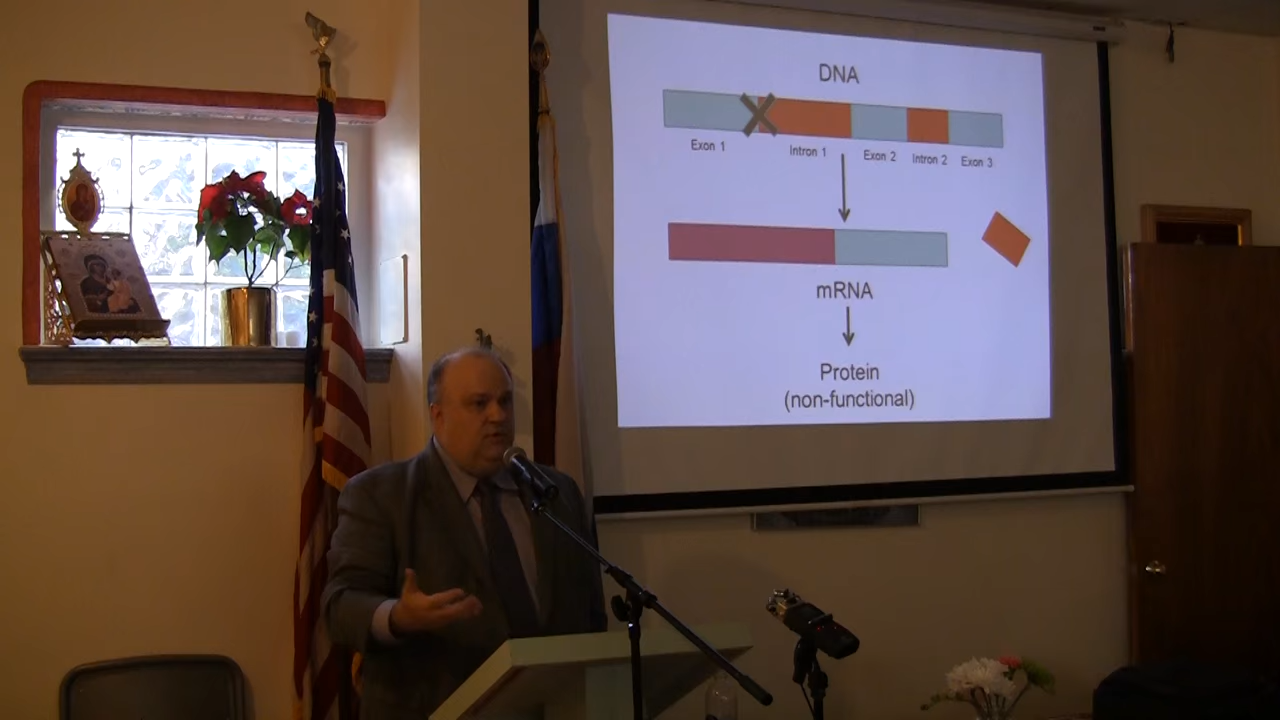 DNA
Exon 1
Intron 1
Exon 2
Intron 2
Exon 3
mRNA
Protein
(non-functional)